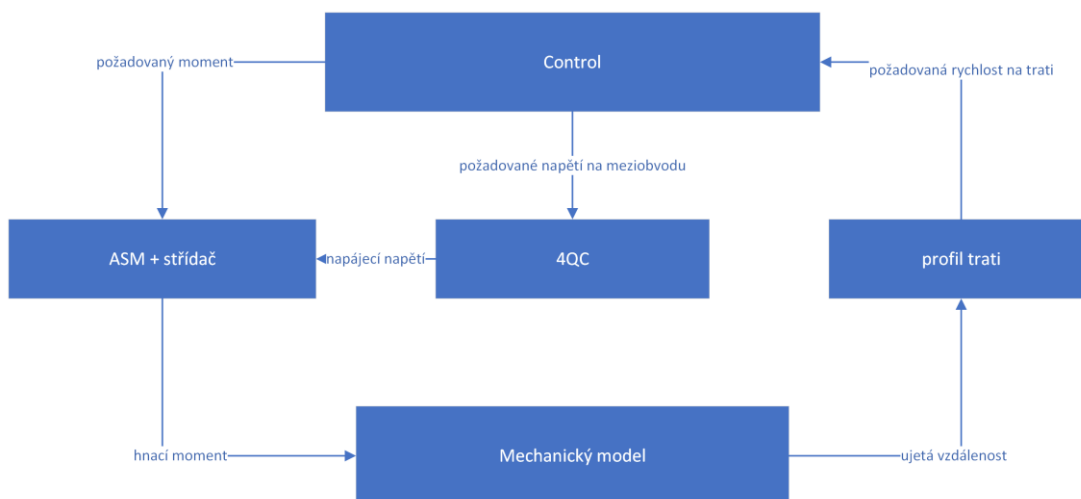 požadovaný moment
Control
požadovaná rychlost na trati
požadované napětí na meziobvodu
ASM + střídač
napájecí napětí
4QC
profil trati
hnací moment
Mechanický model
ujetá vzdálenost